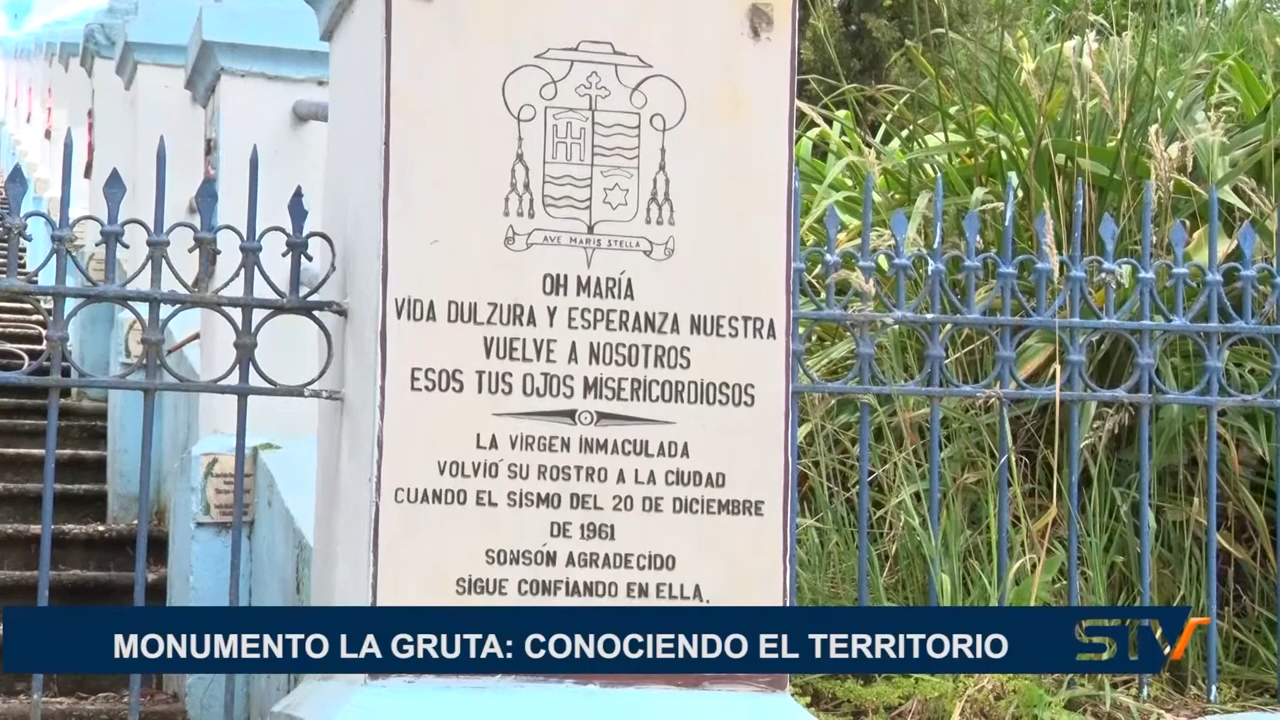 AVE MARIS STELLA
OH MARÍA
VIDA DULZURA Y ESPERANZA NUESTRA
VUELVE A NOSOTROS
ESOS TUS OJOS MISERICORDIOSOS
LA VIRGEN INMACULADA
VOLVIÓ SU ROSTRO A LA CIUDAD
CUANDO EL SISMO DEL 20 DE DICIEMBRE
DE 1961
SONSÓN AGRADECIDO
SIGUE CONFIANDO EN ELLA.
MONUMENTO LA GRUTA: CONOCIENDO EL TERRITORIO
STV